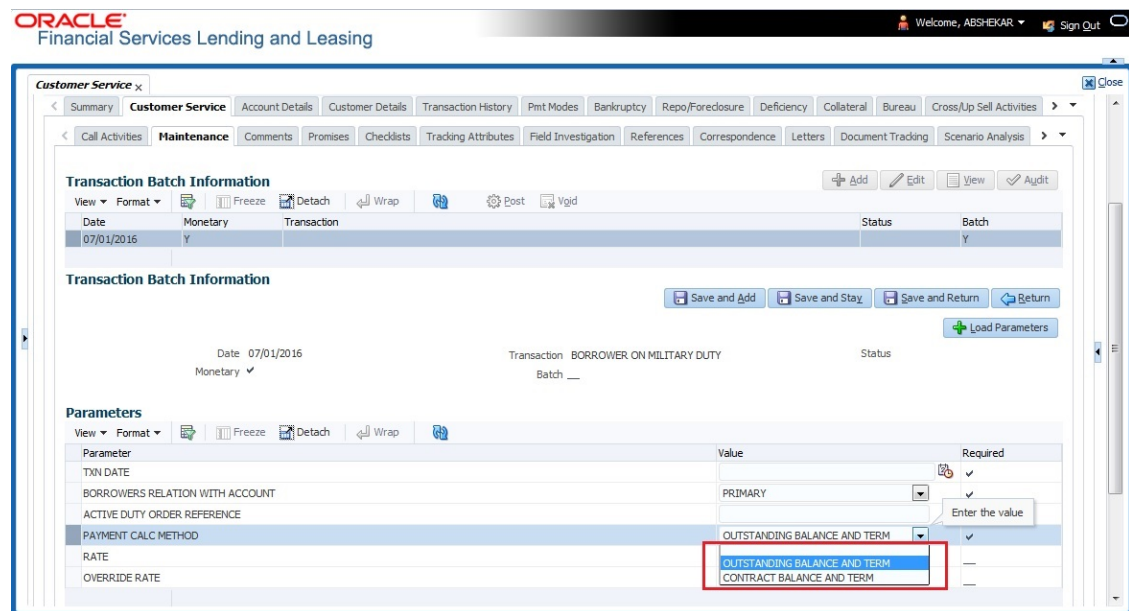 ORACLE
Financial Services Lending and Leasing
Welcome, ABSHEKAR Sign Out
Customer Service x
Close
Summary Customer Service Account Details Customer Details Transaction History Pmt Modes Bankruptcy Repo/Foreclosure Deficiency Collateral Bureau Cross/Up Sell Activities
Call Activities Maintenance Comments Promises Checklists Tracking Attributes Field Investigation References Correspondence Letters Document Tracking Scenario Analysis
Transaction Batch Information
Add Edit View Audit
View Format Freeze Detach Wrap Post Void
Date Monetary Transaction Status Batch
07/01/2016 Y Y
Transaction Batch Information
Save and Add Save and Stay Save and Return Return
Load Parameters
Date 07/01/2016 Transaction BORROWER ON MILITARY DUTY Status
Monetary Batch
Parameters
View Format Freeze Detach Wrap
Parameter Value Required
TXN DATE
BORROWERS RELATION WITH ACCOUNT PRIMARY
ACTIVE DUTY ORDER REFERENCE Enter the value
PAYMENT CALC METHOD OUTSTANDING BALANCE AND TERM
RATE OUTSTANDING BALANCE AND TERM
OVERRIDE RATE CONTRACT BALANCE AND TERM